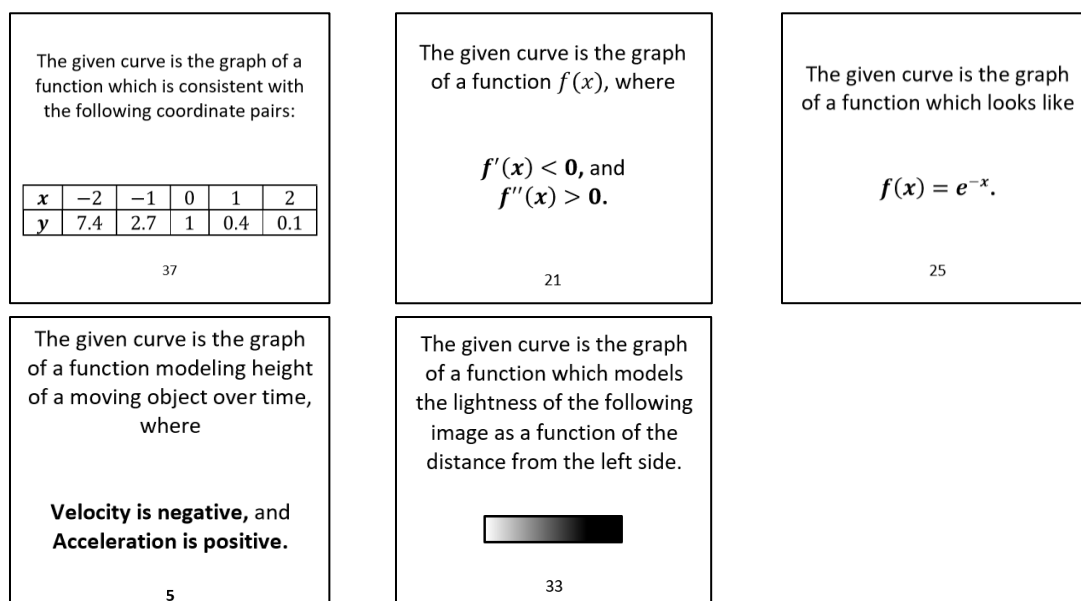 The given curve is the graph of a
function which is consistent with
the following coordinate pairs:
x −2 −1 0 1 2
y 7.4 2.7 1 0.4 0.1
37
The given curve is the graph
of a function f(x), where
f′(x) < 0, and
f′′(x) > 0.
21
The given curve is the graph
of a function which looks like
f(x) = e⁻ˣ.
25
The given curve is the graph
of a function modeling height
of a moving object over time,
where
Velocity is negative, and
Acceleration is positive.
5
The given curve is the graph
of a function which models
the lightness of the following
image as a function of the
distance from the left side.
33